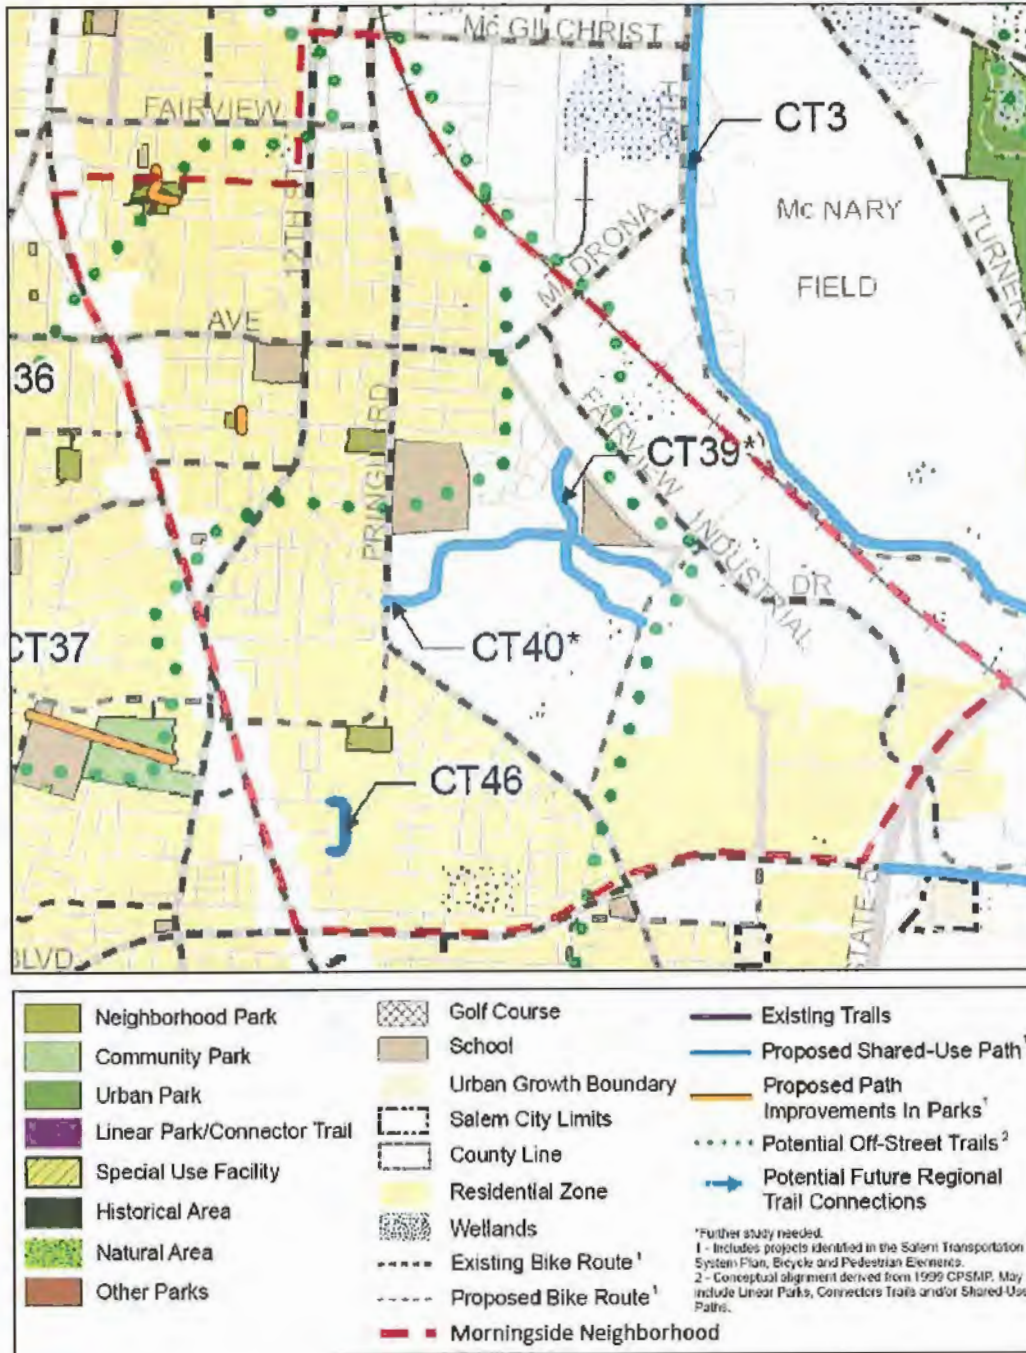 Mc GILCHRIST
FAIRVIEW
CT3
25TH
Mc NARY
FIELD
TURNER
12TH ST
MADRONA
AVE
36
PRINGLE RD
FAIRVIEW
CT39*
INDUSTRIAL
DR
CT40*
CT37
CT46
STATE-5
BLVD
Neighborhood Park
Community Park
Urban Park
Linear Park/Connector Trail
Special Use Facility
Historical Area
Natural Area
Other Parks
Golf Course
School
Urban Growth Boundary
Salem City Limits
County Line
Residential Zone
Wetlands
Existing Bike Route¹
Proposed Bike Route¹
Morningside Neighborhood
Existing Trails
Proposed Shared-Use Path¹
Proposed Path
Improvements In Parks¹
Potential Off-Street Trails²
Potential Future Regional
Trail Connections
*Further study needed.
1 - Includes projects identified in the Salem Transportation
System Plan, Bicycle and Pedestrian Elements.
2 - Conceptual alignment derived from 1999 CPSMP. May
include Linear Parks, Connectors Trails and/or Shared-Use
Paths.